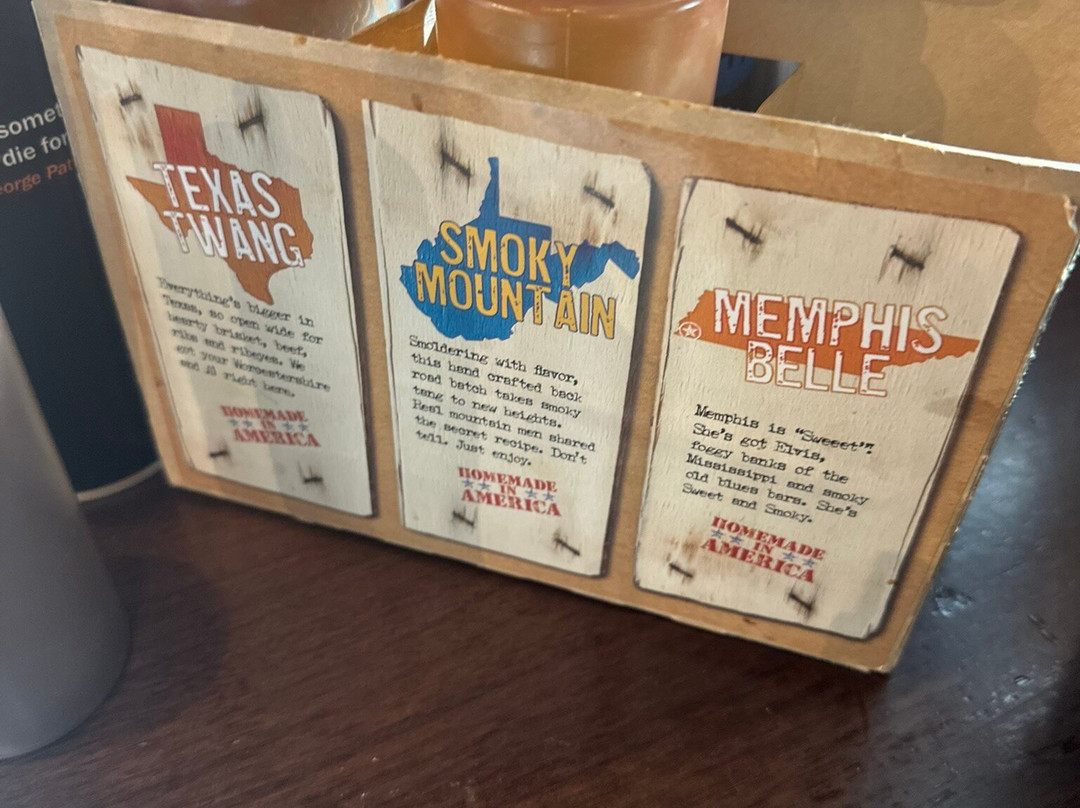 somet
die for
eorge Pat
TEXAS
TWANG
Everything's bigger in
Texas, so open wide for
hearty brisket, beef,
ribs and ribeyes. We
got your Worcestershire
and A1 right here.
HOMEMADE
IN
AMERICA
SMOKY
MOUNTAIN
Smoldering with flavor,
this hand crafted back
road batch takes smoky
tang to new heights.
Real mountain men shared
the secret recipe. Don't
tell. Just enjoy.
HOMEMADE
IN
AMERICA
MEMPHIS
BELLE
Memphis is "Sweeet"!
She's got Elvis,
foggy banks of the
Mississippi and smoky
old blues bars. She's
Sweet and Smoky.
HOMEMADE
IN
AMERICA